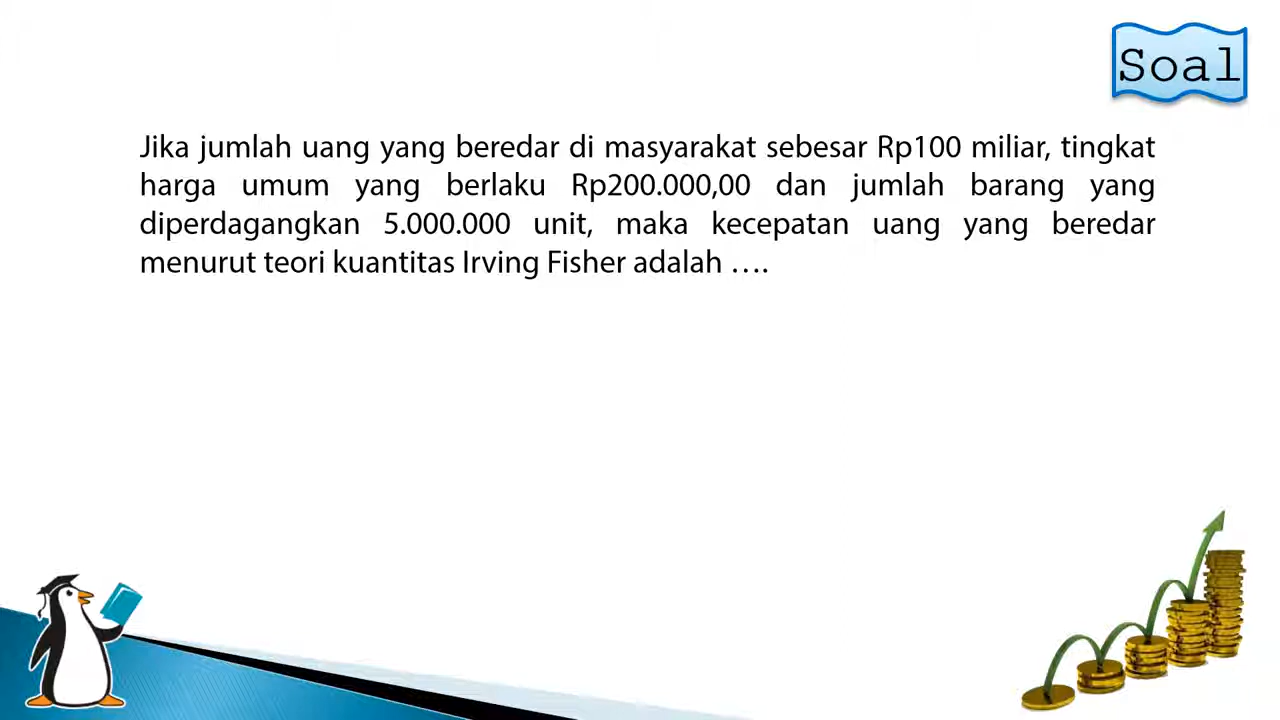 Soal
Jika jumlah uang yang beredar di masyarakat sebesar Rp100 miliar, tingkat
harga umum yang berlaku Rp200.000,00 dan jumlah barang yang
diperdagangkan 5.000.000 unit, maka kecepatan uang yang beredar
menurut teori kuantitas Irving Fisher adalah ….